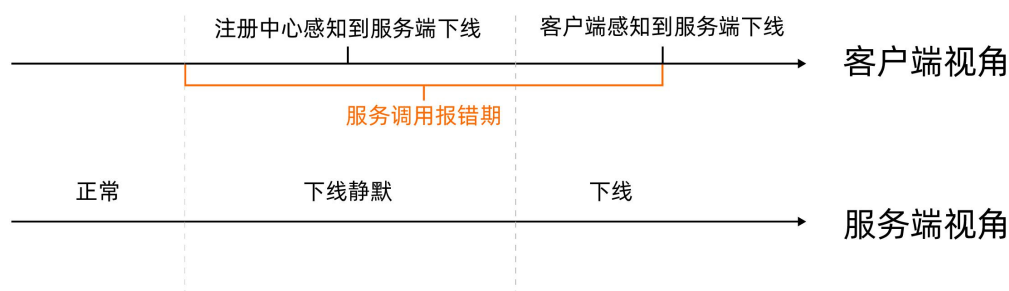 注册中心感知到服务端下线
客户端感知到服务端下线
客户端视角
服务调用报错期
正常
下线静默
下线
服务端视角